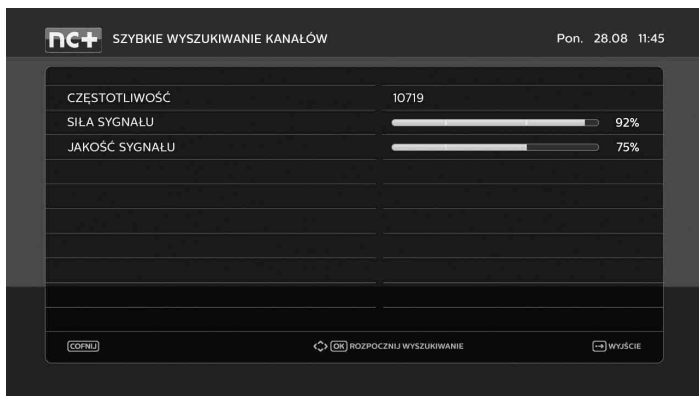 nc+ SZYBKIE WYSZUKIWANIE KANAŁÓW Pon. 28.08 11:45
CZĘSTOTLIWOŚĆ 10719
SIŁA SYGNAŁU 92%
JAKOŚĆ SYGNAŁU 75%
COFNIJ OK ROZPOCZNIJ WYSZUKIWANIE WYJŚCIE